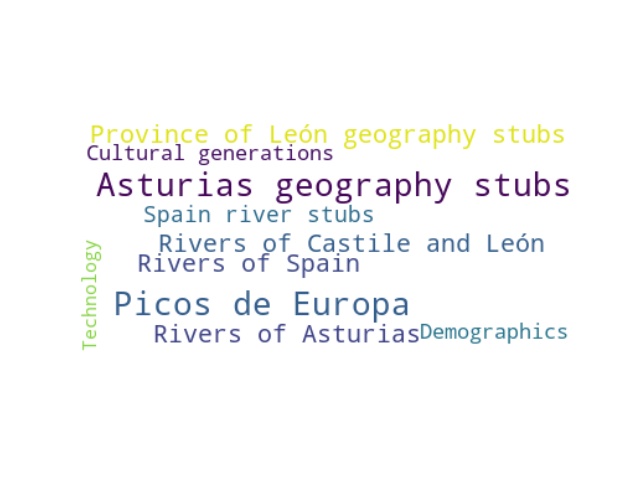 Province of León geography stubs
Cultural generations
Asturias geography stubs
Spain river stubs
Rivers of Castile and León
Rivers of Spain
Technology
Picos de Europa
Rivers of Asturias
Demographics